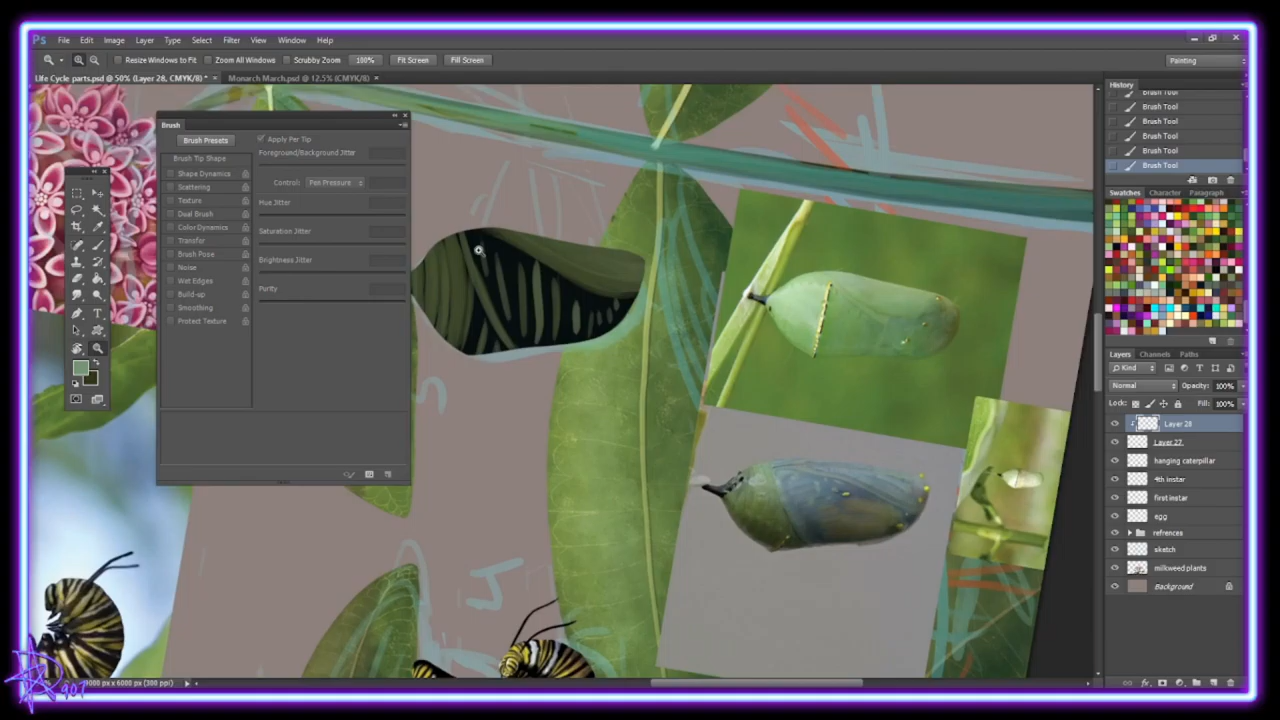 Ps File Edit Image Layer Type Select Filter View Window Help
Resize Windows to Fit Zoom All Windows Scrubby Zoom 100% Fit Screen Fill Screen Painting
Life Cycle parts.psd @ 50% (Layer 28, CMYK/8) * × Monarch March.psd @ 12.5% (CMYK/8) ×
History
Brush Tool
Brush Tool
Brush Tool
Brush Tool
Brush Tool
Brush Tool
Brush
Brush Presets
Apply Per Tip
Brush Tip Shape
Foreground/Background Jitter
Shape Dynamics
Control: Pen Pressure
Scattering
Texture
Hue Jitter
Dual Brush
Color Dynamics
Saturation Jitter
Transfer
Brush Pose
Brightness Jitter
Noise
Wet Edges
Purity
Build-up
Smoothing
Protect Texture
Swatches Character Paragraph
Layers Channels Paths
Kind
Normal Opacity: 100%
Lock: Fill: 100%
Layer 28
Layer 27
hanging caterpillar
4th instar
first instar
egg
refrences
sketch
milkweed plants
Background
000 px x 6000 px (300 ppi)